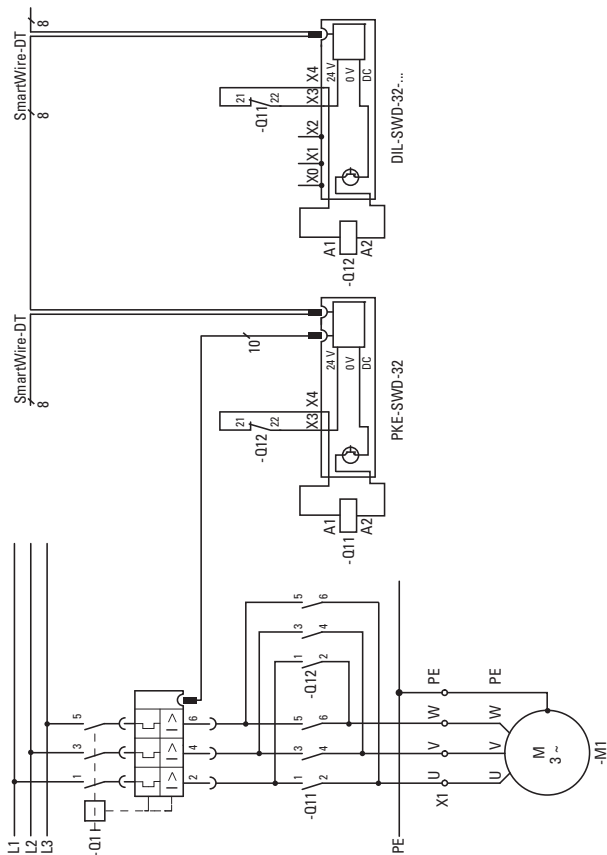 L1
L2
L3
1
3
5
-Q1
I>
I>
I>
2
4
6
-Q11
1
3
5
2
4
6
-Q12
1
3
5
2
4
6
PE
X1
U
V
W
PE
U
V
W
PE
M
3 ~
-M1
SmartWire-DT
8
10
-Q12
21
22
X3
X4
24 V
0 V
DC
A1
A2
-Q11
PKE-SWD-32
SmartWire-DT
8
8
-Q11
21
22
X0
X1
X2
X3
X4
24 V
0 V
DC
A1
A2
-Q12
DIL-SWD-32-...